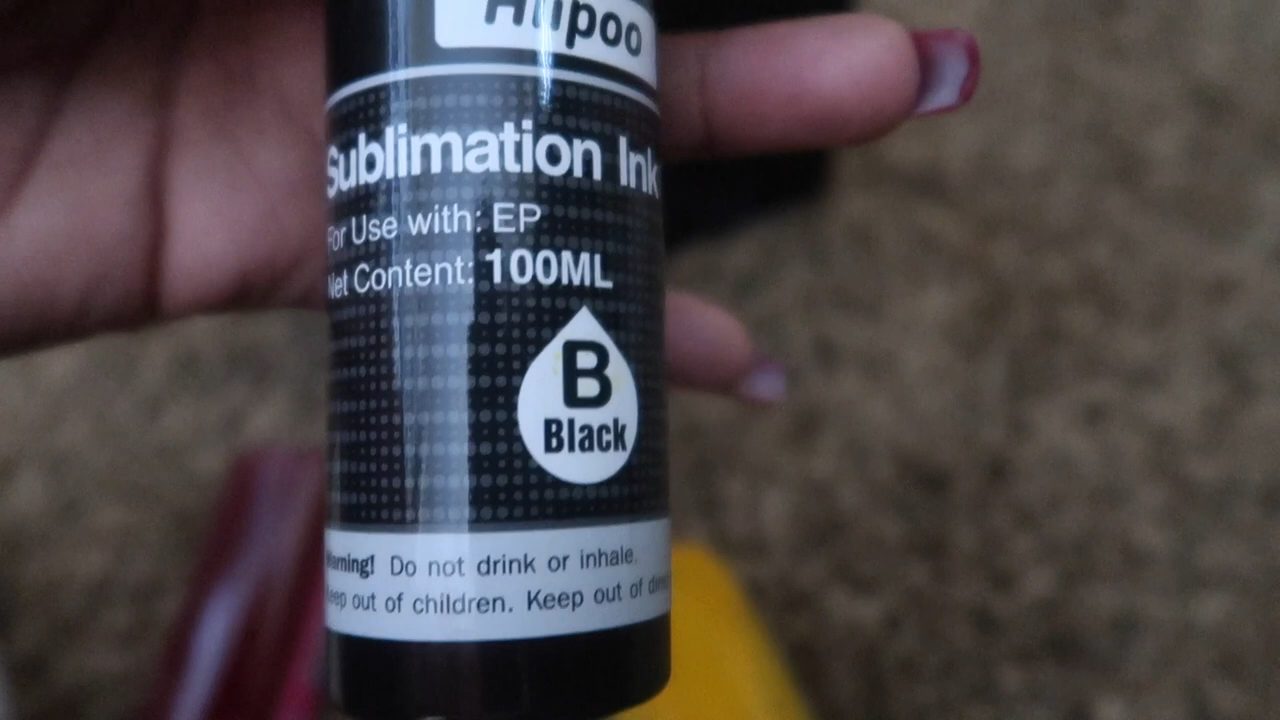 Hiipoo
Sublimation Ink
For Use with: EP
Net Content: 100ML
B
Black
Warning! Do not drink or inhale.
Keep out of children. Keep out of